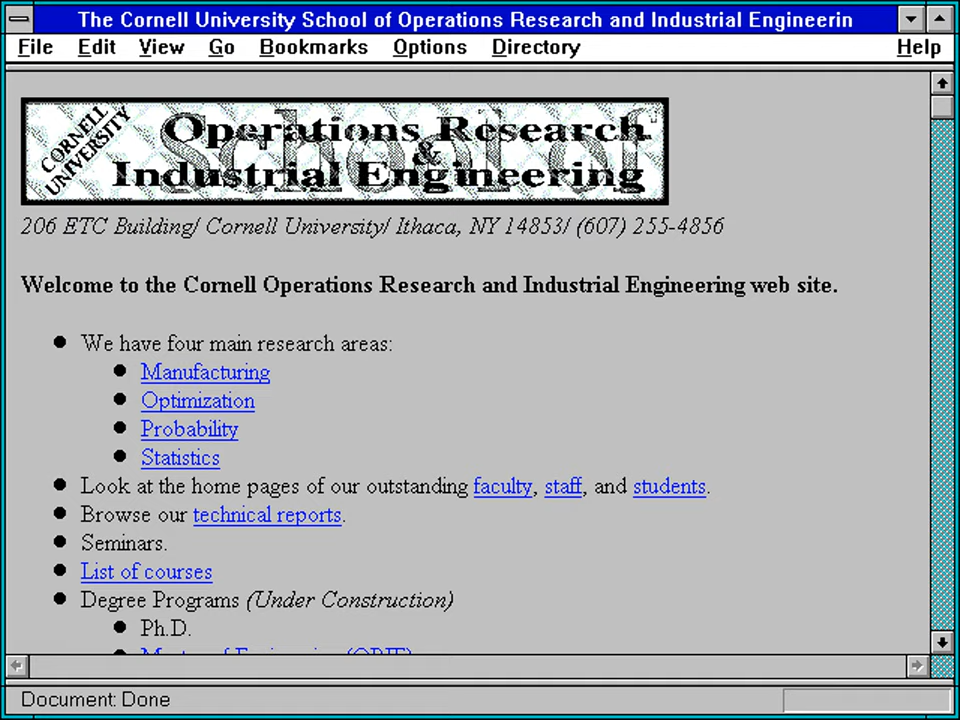 The Cornell University School of Operations Research and Industrial Engineerin
File Edit View Go Bookmarks Options Directory Help
CORNELL
UNIVERSITY
School of
Operations Research
&
Industrial Engineering
206 ETC Building/ Cornell University/ Ithaca, NY 14853/ (607) 255-4856
Welcome to the Cornell Operations Research and Industrial Engineering web site.
We have four main research areas:
Manufacturing
Optimization
Probability
Statistics
Look at the home pages of our outstanding faculty, staff, and students.
Browse our technical reports.
Seminars.
List of courses
Degree Programs (Under Construction)
Ph.D.
Document: Done